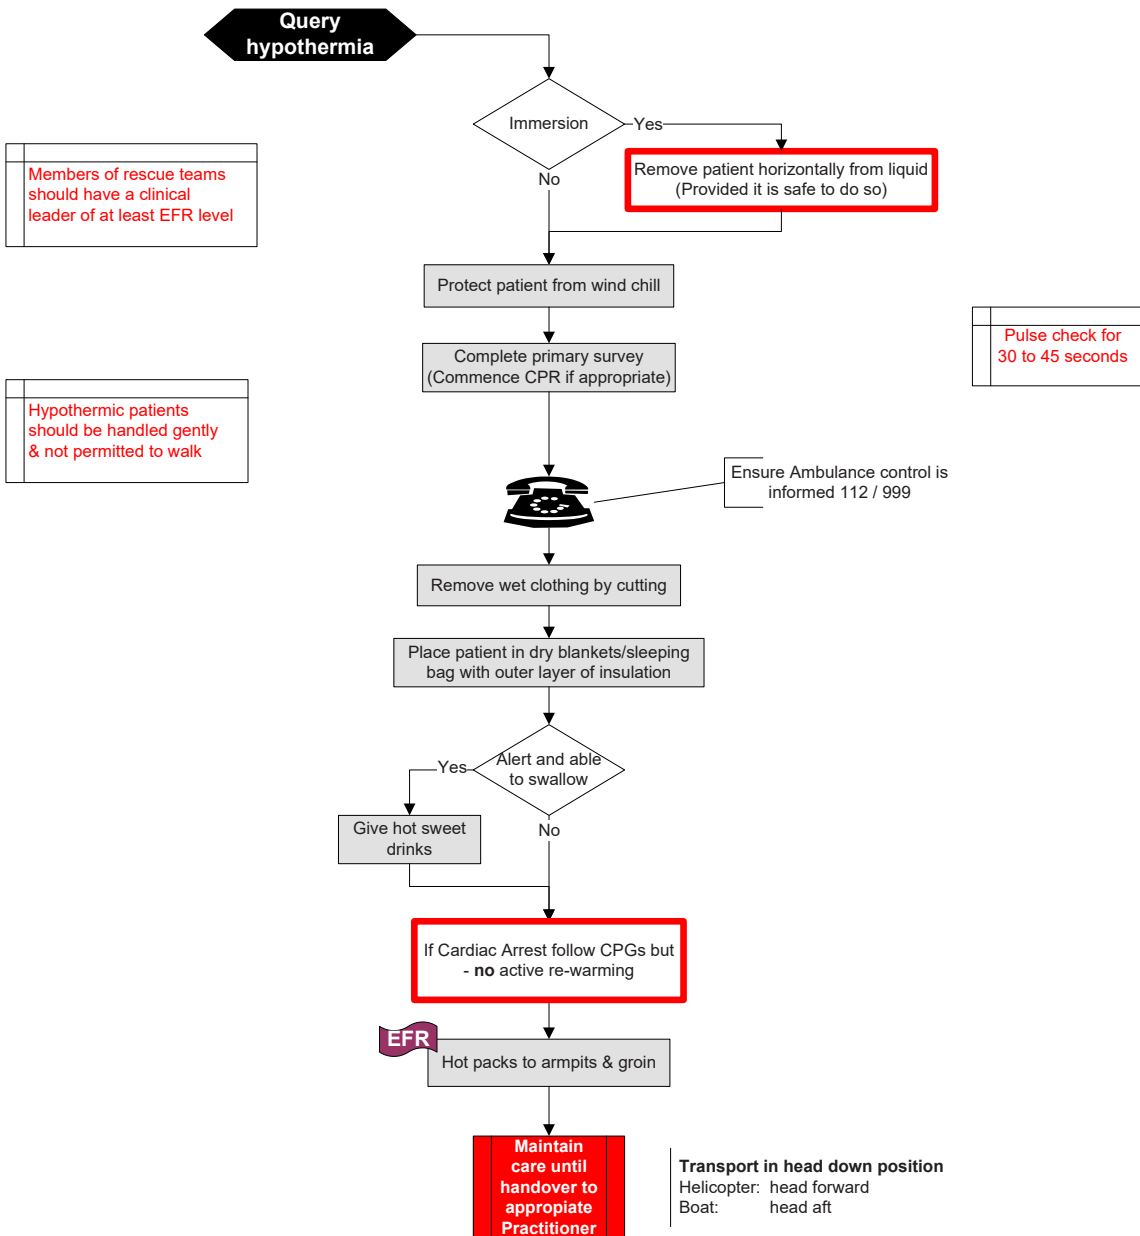 Query
hypothermia
Immersion
Yes
No
Remove patient horizontally from liquid
(Provided it is safe to do so)
Members of rescue teams
should have a clinical
leader of at least EFR level
Protect patient from wind chill
Pulse check for
30 to 45 seconds
Complete primary survey
(Commence CPR if appropriate)
Hypothermic patients
should be handled gently
& not permitted to walk
Ensure Ambulance control is
informed 112 / 999
Remove wet clothing by cutting
Place patient in dry blankets/sleeping
bag with outer layer of insulation
Alert and able
to swallow
Yes
No
Give hot sweet
drinks
If Cardiac Arrest follow CPGs but
- no active re-warming
EFR
Hot packs to armpits & groin
Maintain
care until
handover to
appropiate
Practitioner
Transport in head down position
Helicopter: head forward
Boat: head aft